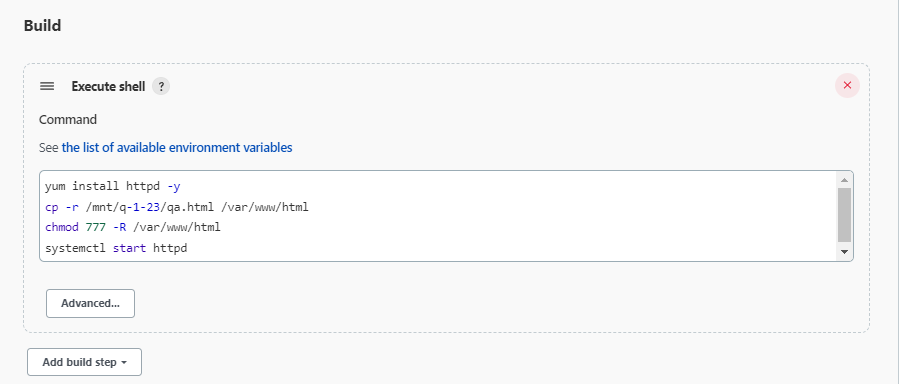 Build
Execute shell ?
Command
See the list of available environment variables
yum install httpd -y
cp -r /mnt/q-1-23/qa.html /var/www/html
chmod 777 -R /var/www/html
systemctl start httpd
Advanced...
Add build step